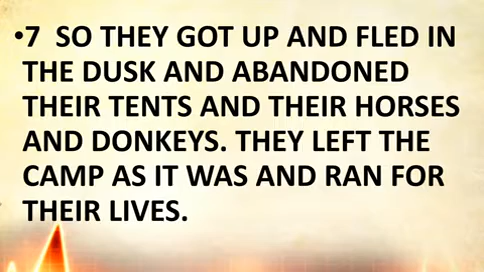 •7 SO THEY GOT UP AND FLED IN
THE DUSK AND ABANDONED
THEIR TENTS AND THEIR HORSES
AND DONKEYS. THEY LEFT THE
CAMP AS IT WAS AND RAN FOR
THEIR LIVES.